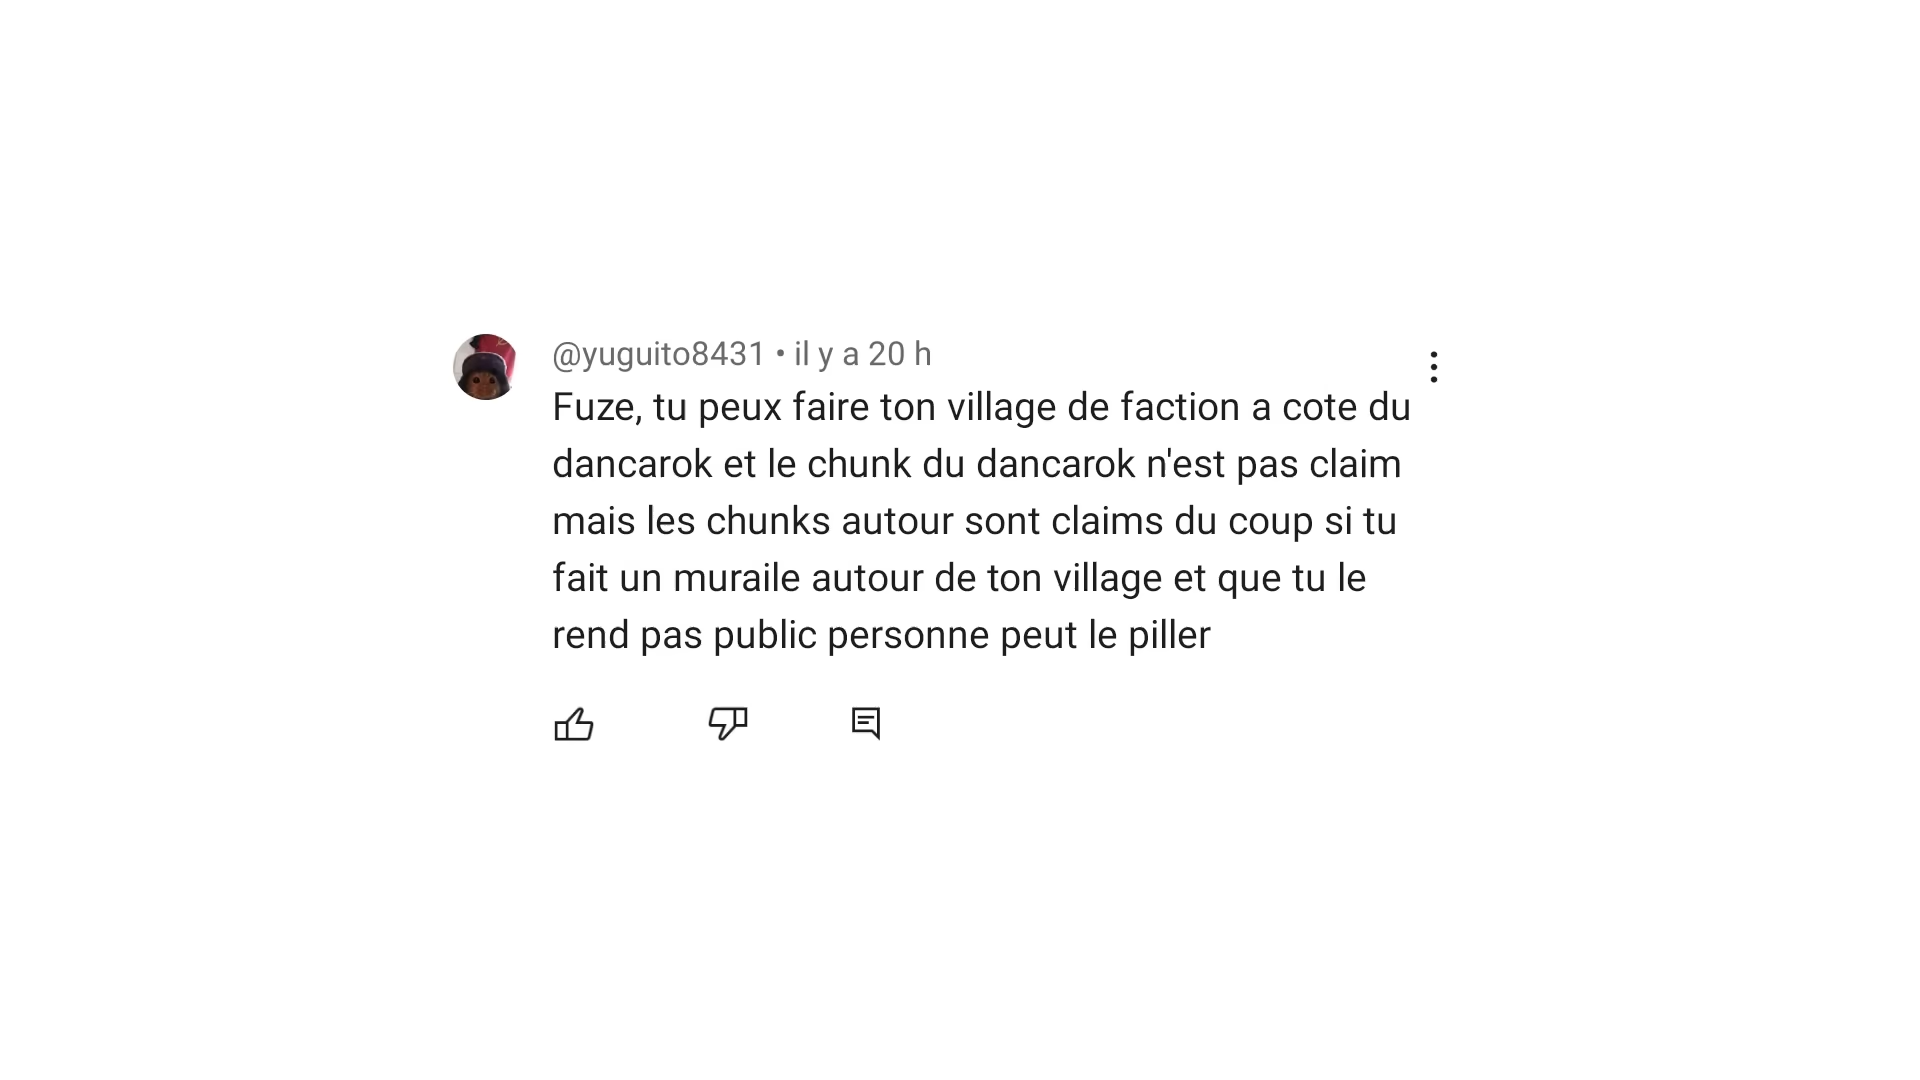 @yuguito8431 • il y a 20 h
Fuze, tu peux faire ton village de faction a cote du
dancarok et le chunk du dancarok n'est pas claim
mais les chunks autour sont claims du coup si tu
fait un muraile autour de ton village et que tu le
rend pas public personne peut le piller